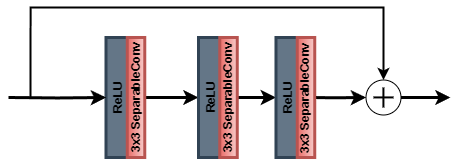 ReLU
3x3 SeparableConv
ReLU
3x3 SeparableConv
ReLU
3x3 SeparableConv
+